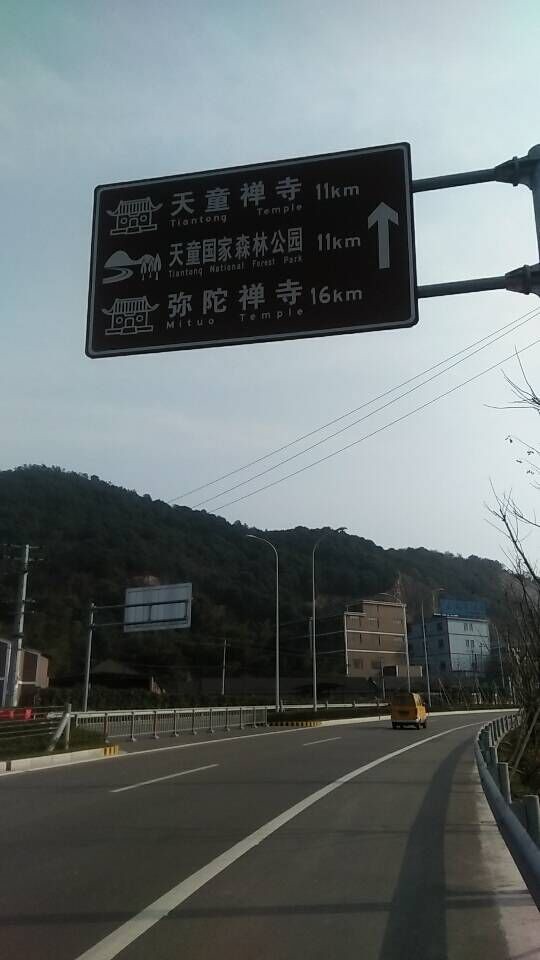 天童禅寺 11km
Tiantong Temple
天童国家森林公园 11km
Tiantong National Forest Park
弥陀禅寺 16km
Mituo Temple